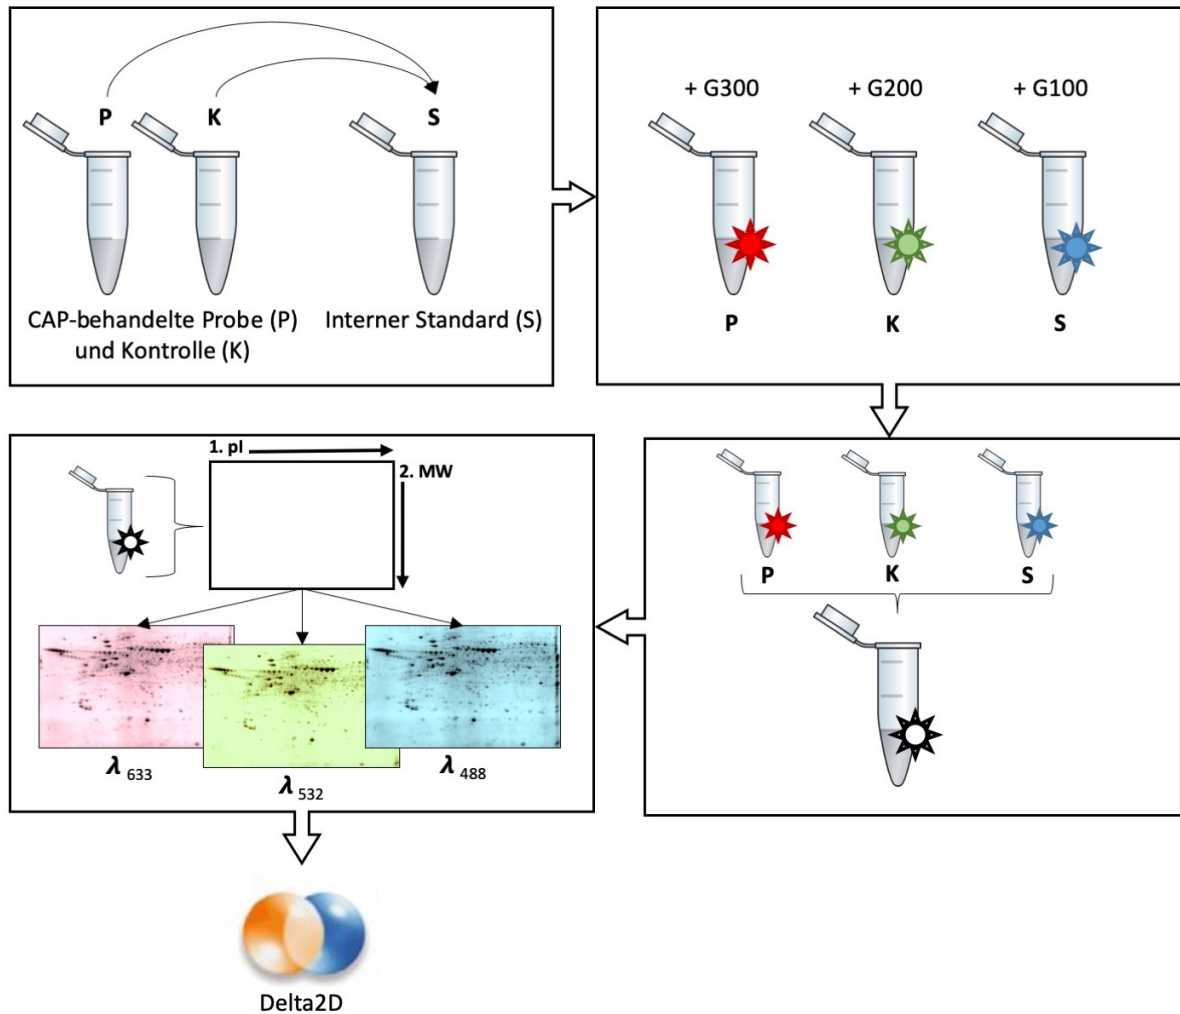 P K S
CAP-behandelte Probe (P)
und Kontrolle (K)
Interner Standard (S)
+ G300 + G200 + G100
P K S
P K S
1. pI
2. MW
λ 633
λ 532
λ 488
Delta2D